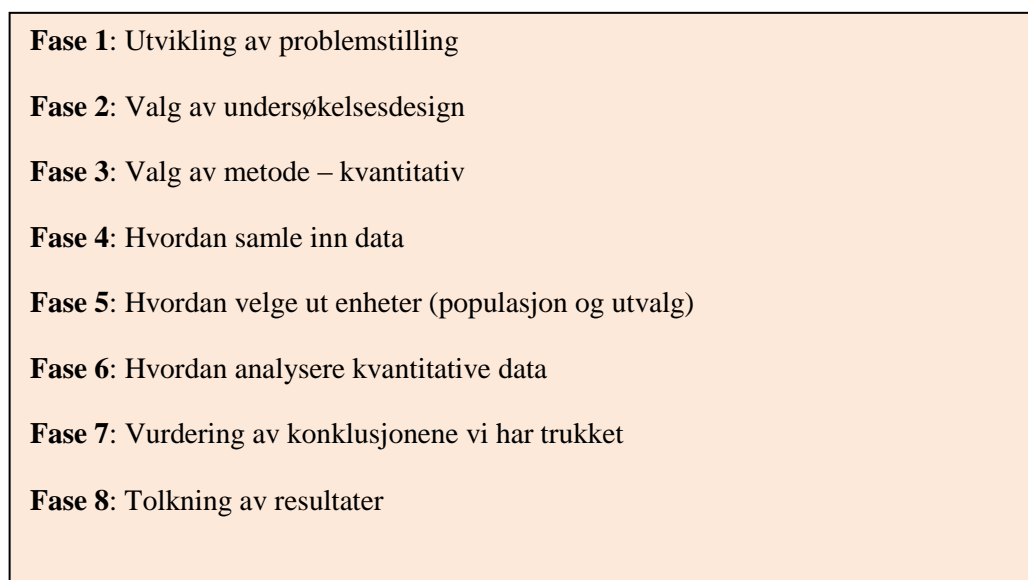 Fase 1: Utvikling av problemstilling
Fase 2: Valg av undersøkelsesdesign
Fase 3: Valg av metode – kvantitativ
Fase 4: Hvordan samle inn data
Fase 5: Hvordan velge ut enheter (populasjon og utvalg)
Fase 6: Hvordan analysere kvantitative data
Fase 7: Vurdering av konklusjonene vi har trukket
Fase 8: Tolkning av resultater